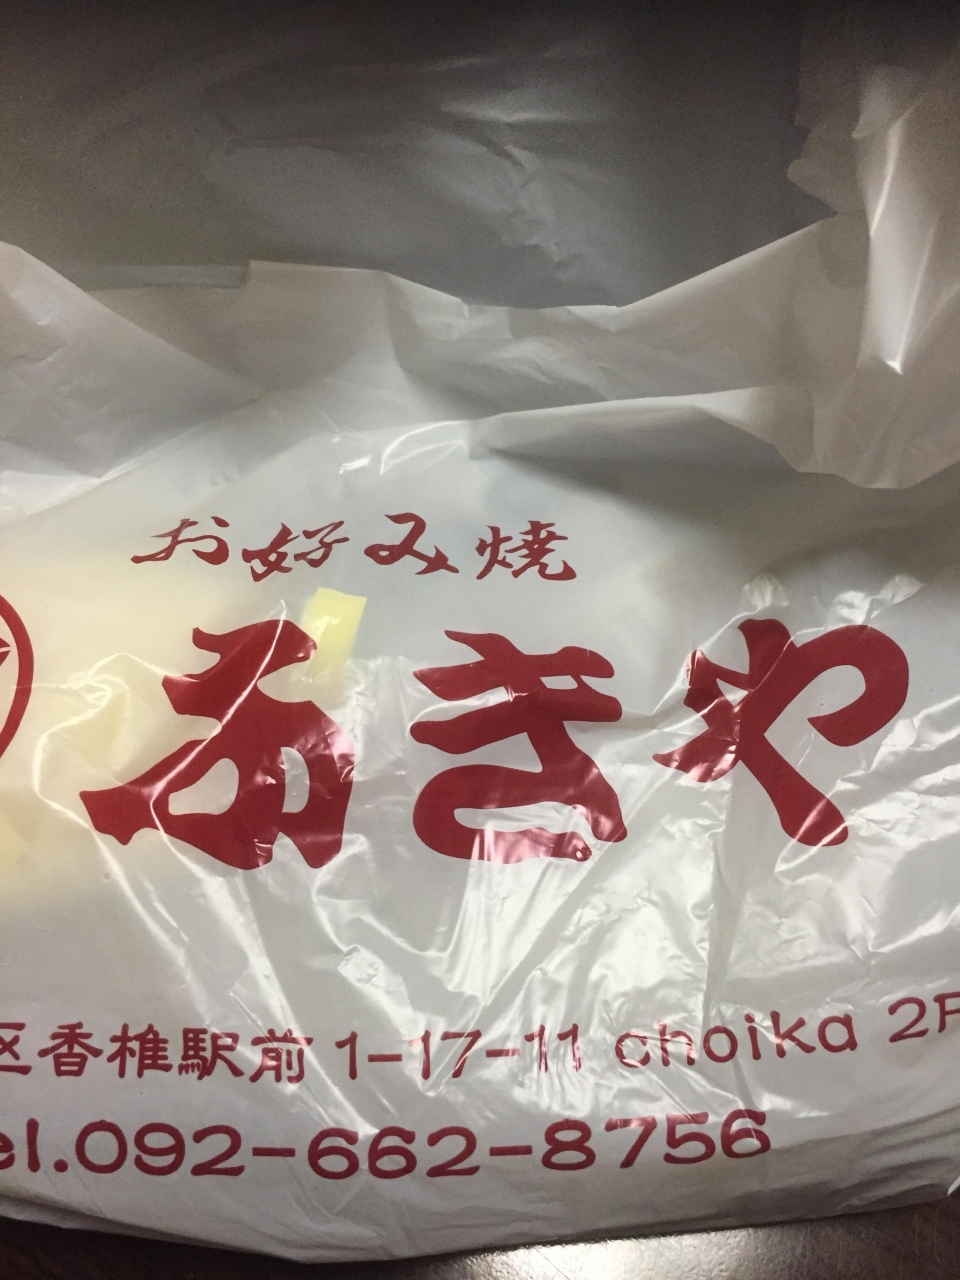 お好み焼
あきや
区香椎駅前 1-17-11 choika 2F
el.092-662-8756